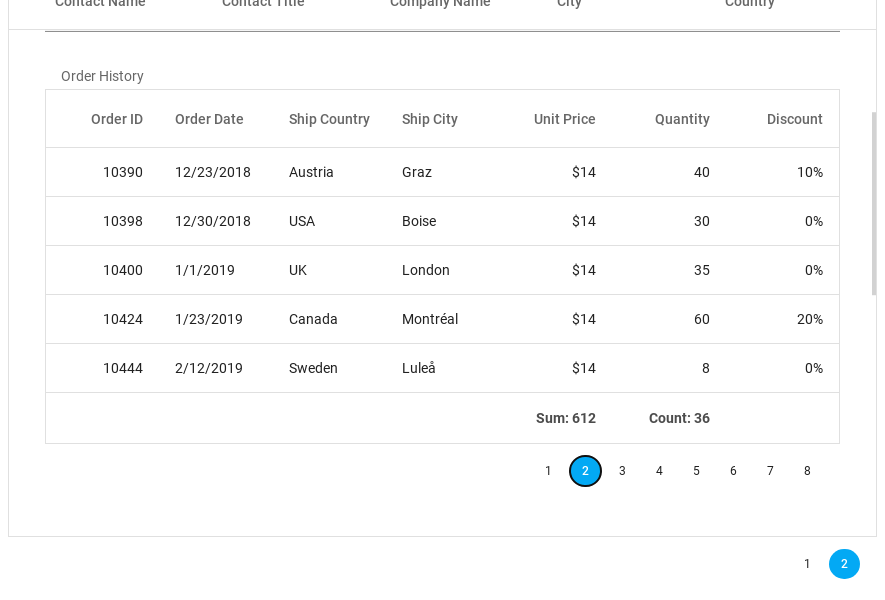 Contact Name Contact Title Company Name City Country
Order History
Order ID Order Date Ship Country Ship City Unit Price Quantity Discount
10390 12/23/2018 Austria Graz $14 40 10%
10398 12/30/2018 USA Boise $14 30 0%
10400 1/1/2019 UK London $14 35 0%
10424 1/23/2019 Canada Montréal $14 60 20%
10444 2/12/2019 Sweden Luleå $14 8 0%
Sum: 612 Count: 36
1 2 3 4 5 6 7 8
1 2